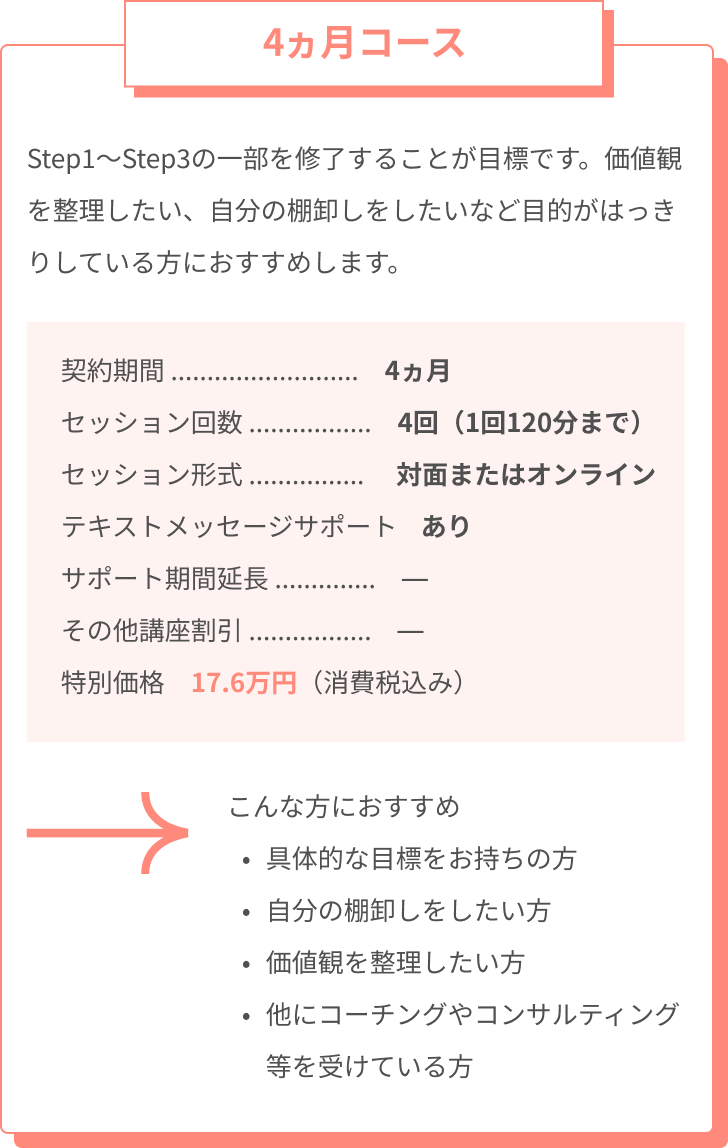 4ヵ月コース
Step1〜Step3の一部を修了することが目標です。価値観
を整理したい、自分の棚卸しをしたいなど目的がはっき
りしている方におすすめします。
契約期間 .......................... 4ヵ月
セッション回数 ................. 4回（1回120分まで）
セッション形式 ................ 対面またはオンライン
テキストメッセージサポート あり
サポート期間延長 .............. —
その他講座割引 ................. —
特別価格 17.6万円（消費税込み）
こんな方におすすめ
• 具体的な目標をお持ちの方
• 自分の棚卸しをしたい方
• 価値観を整理したい方
• 他にコーチングやコンサルティング
等を受けている方